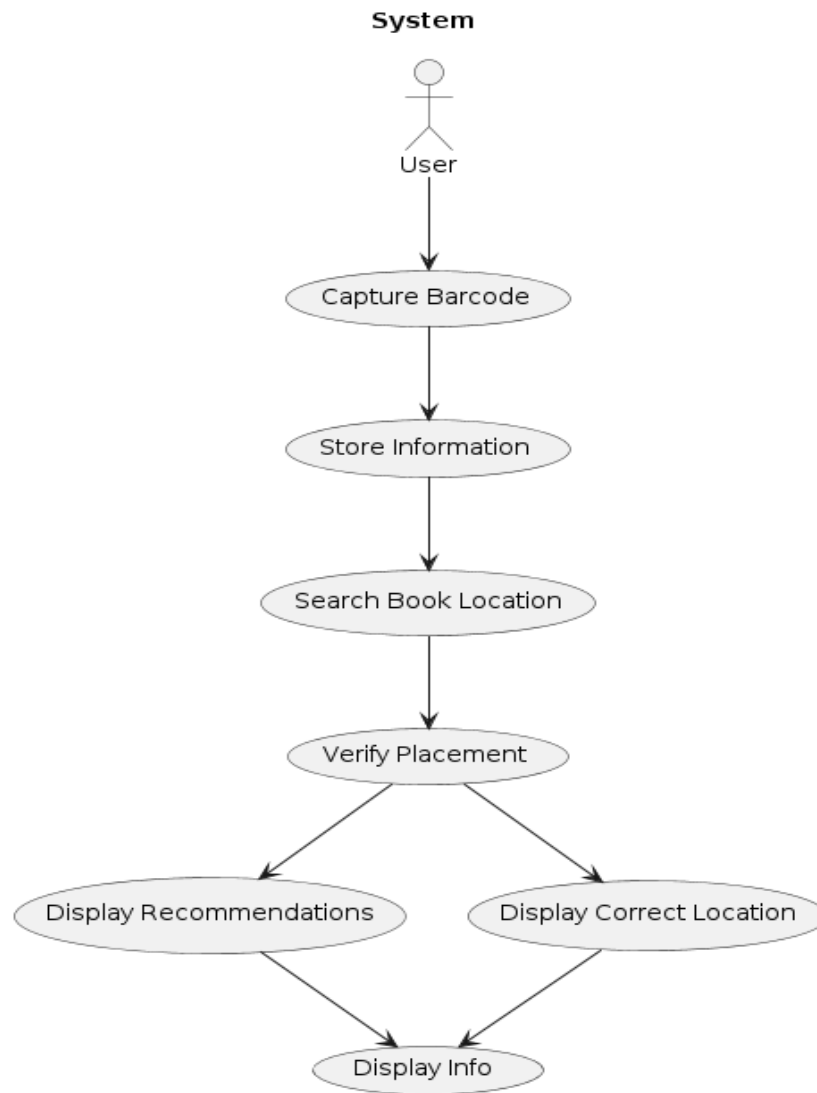 System
User
Capture Barcode
Store Information
Search Book Location
Verify Placement
Display Recommendations
Display Correct Location
Display Info